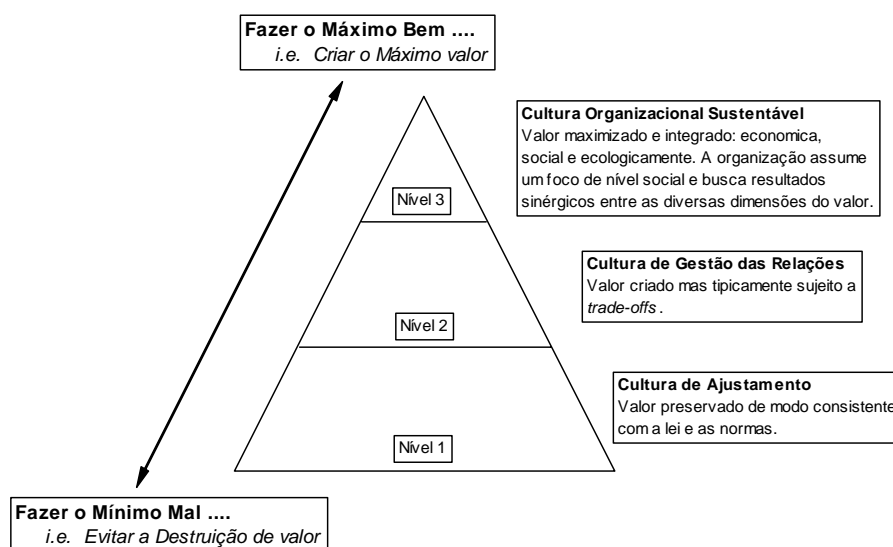 Fazer o Máximo Bem ....
i.e. Criar o Máximo valor
Cultura Organizacional Sustentável
Valor maximizado e integrado: economica,
social e ecologicamente. A organização assume
um foco de nível social e busca resultados
sinérgicos entre as diversas dimensões do valor.
Nível 3
Cultura de Gestão das Relações
Valor criado mas tipicamente sujeito a
trade-offs.
Nível 2
Cultura de Ajustamento
Valor preservado de modo consistente
com a lei e as normas.
Nível 1
Fazer o Mínimo Mal ....
i.e. Evitar a Destruição de valor